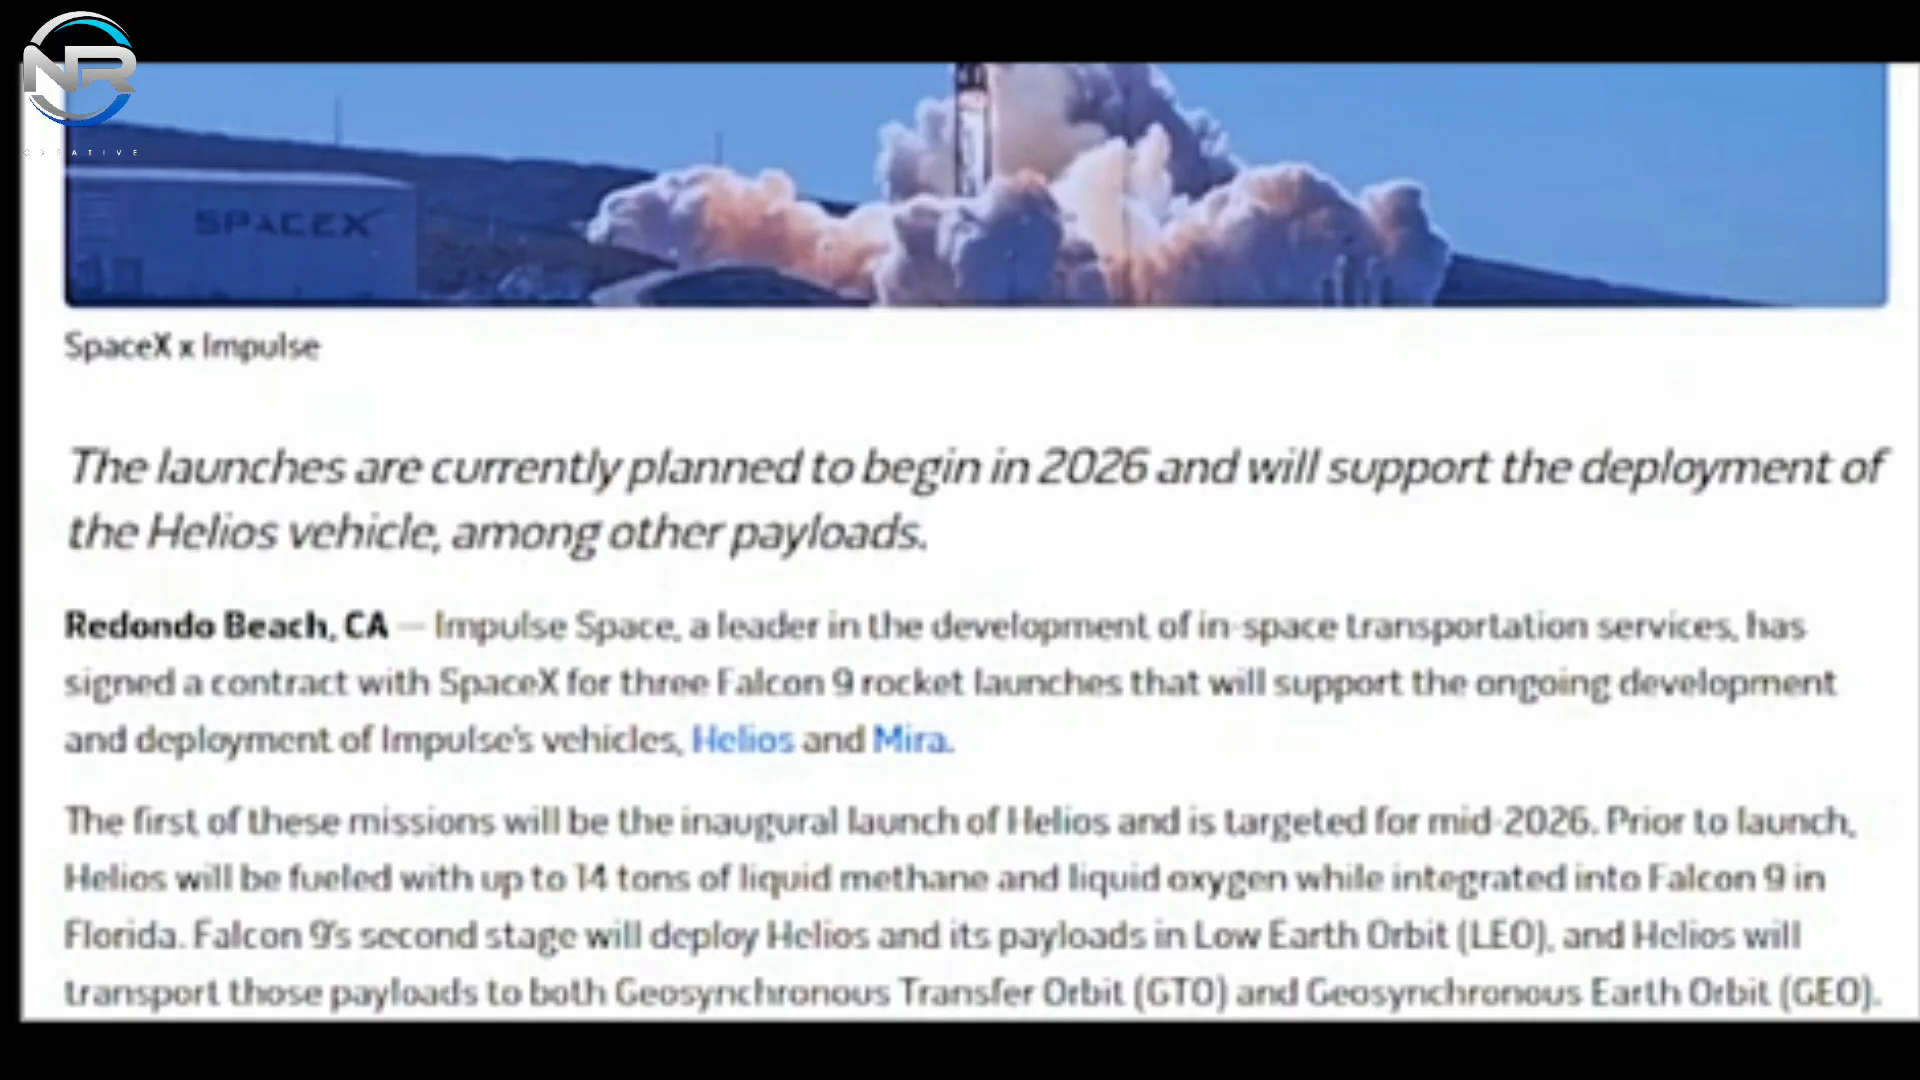 NR
CREATIVE
SPACEX
SpaceX x Impulse
The launches are currently planned to begin in 2026 and will support the deployment of
the Helios vehicle, among other payloads.
Redondo Beach, CA — Impulse Space, a leader in the development of in-space transportation services, has
signed a contract with SpaceX for three Falcon 9 rocket launches that will support the ongoing development
and deployment of Impulse's vehicles, Helios and Mira.
The first of these missions will be the inaugural launch of Helios and is targeted for mid-2026. Prior to launch,
Helios will be fueled with up to 14 tons of liquid methane and liquid oxygen while integrated into Falcon 9 in
Florida. Falcon 9's second stage will deploy Helios and its payloads in Low Earth Orbit (LEO), and Helios will
transport those payloads to both Geosynchronous Transfer Orbit (GTO) and Geosynchronous Earth Orbit (GEO).